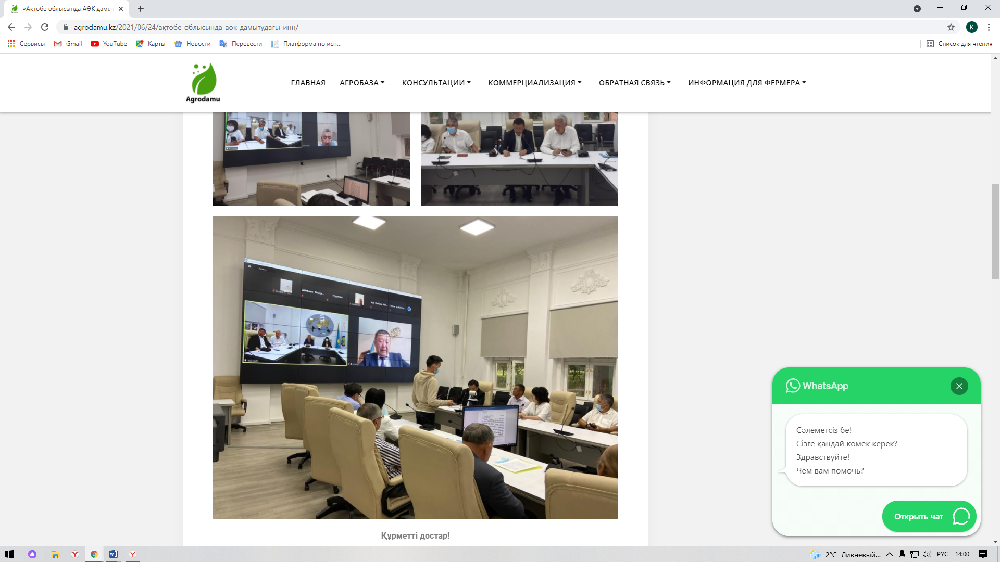 «Ақтөбе облысында АӨК дамыт
agrodamu.kz/2021/06/24/ақтөбе-облысында-аөк-дамытудағы-инн/
K
Сервисы
Gmail
YouTube
Карты
Новости
Перевести
Платформа по исп...
Список для чтения
Agrodamu
ГЛАВНАЯ
АГРОБАЗА
КОНСУЛЬТАЦИИ
КОММЕРЦИАЛИЗАЦИЯ
ОБРАТНАЯ СВЯЗЬ
ИНФОРМАЦИЯ ДЛЯ ФЕРМЕРА
Нуржан
WhatsApp
Сәлеметсіз бе!
Сізге қандай көмек керек?
Здравствуйте!
Чем вам помочь?
Открыть чат
Құрметті достар!
2°C Ливневый...
РУС
14:00